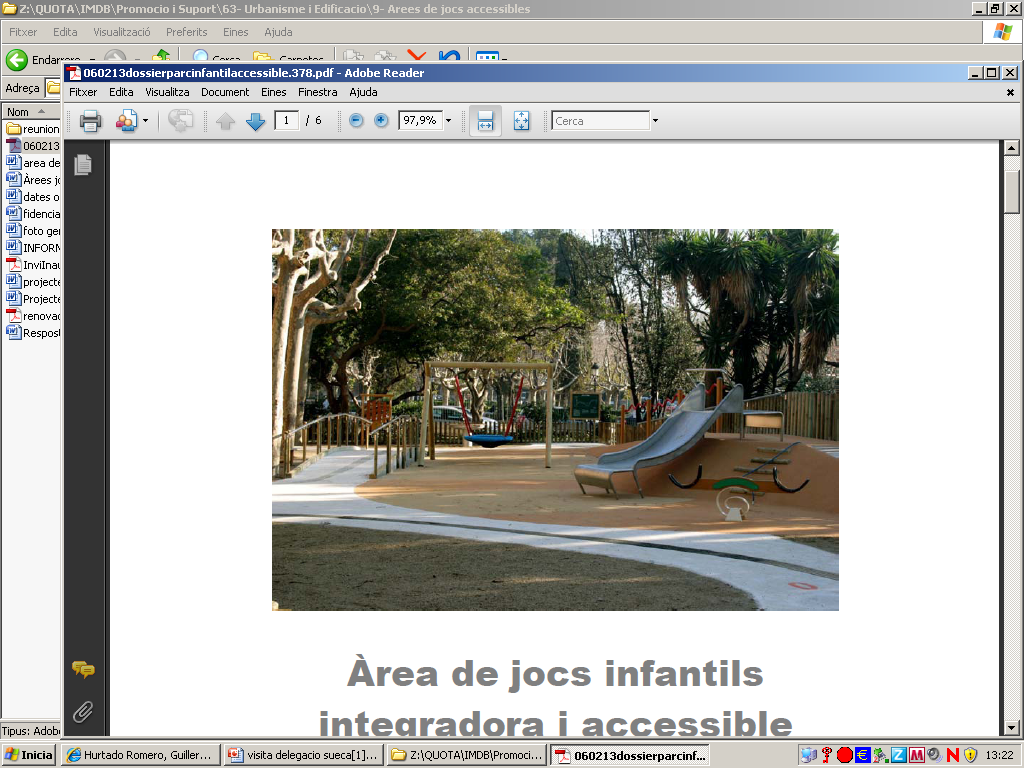 Z:\QUOTA\IMDB\Promocio i Suport\63- Urbanisme i Edificacio\9- Arees de jocs accessibles
Fitxer Edita Visualització Preferits Eines Ajuda
Endarrere Cerca Carpetes
Adreça
060213dossierparcinfantilaccessible.378.pdf - Adobe Reader
Fitxer Edita Visualitza Document Eines Finestra Ajuda
1 / 6 97,9% Cerca
Nom
reunion
060213
area de
Àrees jo
dates o
fidencia
foto ger
INFORM
InviInau
projecte
Projecte
renovac
Respost
Àrea de jocs infantils
integradora i accessible
Tipus: Adobe
Inicia Hurtado Romero, Guiller... visita delegacio sueca[1]... Z:\QUOTA\IMDB\Promoci... 060213dossierparcinf... 13:22